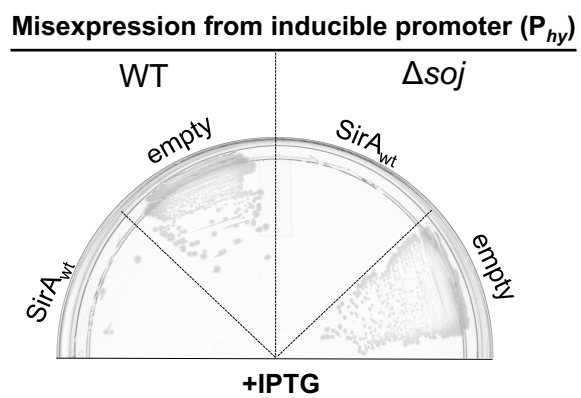 Misexpression from inducible promoter (Phy)
WT
Δsoj
empty
SirAwt
SirAwt
empty
+IPTG